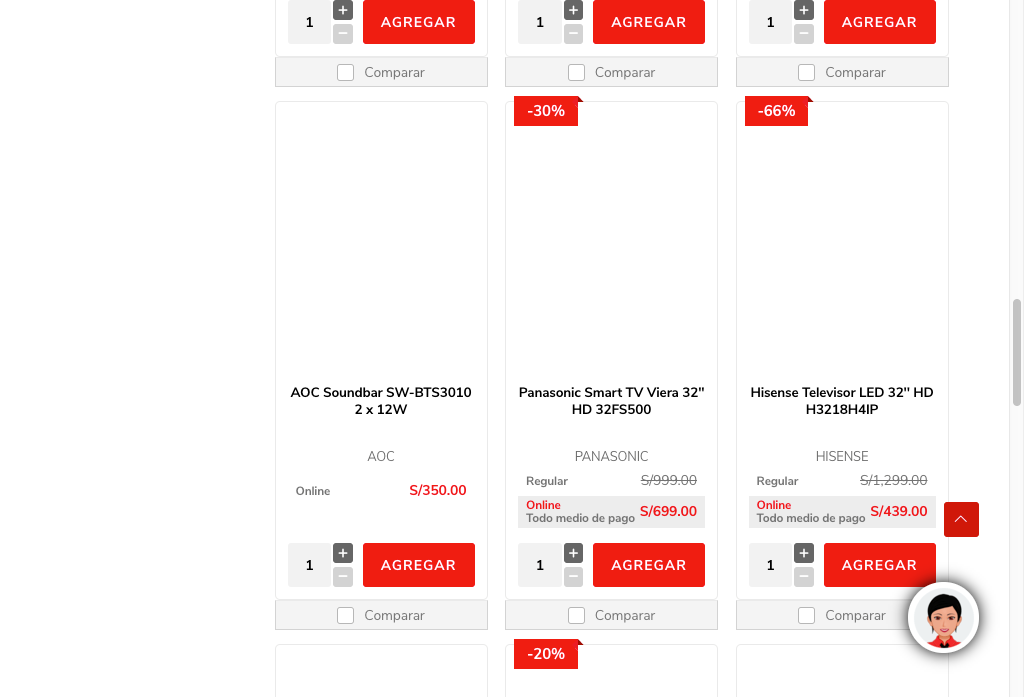 1 + − AGREGAR
1 + − AGREGAR
1 + − AGREGAR
Comparar
Comparar
Comparar
-30%
-66%
AOC Soundbar SW-BTS3010
2 x 12W
AOC
Online S/350.00
1 + − AGREGAR
Comparar
Panasonic Smart TV Viera 32''
HD 32FS500
PANASONIC
Regular S/999.00
Online
Todo medio de pago S/699.00
1 + − AGREGAR
Comparar
Hisense Televisor LED 32'' HD
H3218H4IP
HISENSE
Regular S/1,299.00
Online
Todo medio de pago S/439.00
1 + − AGREGAR
Comparar
-20%